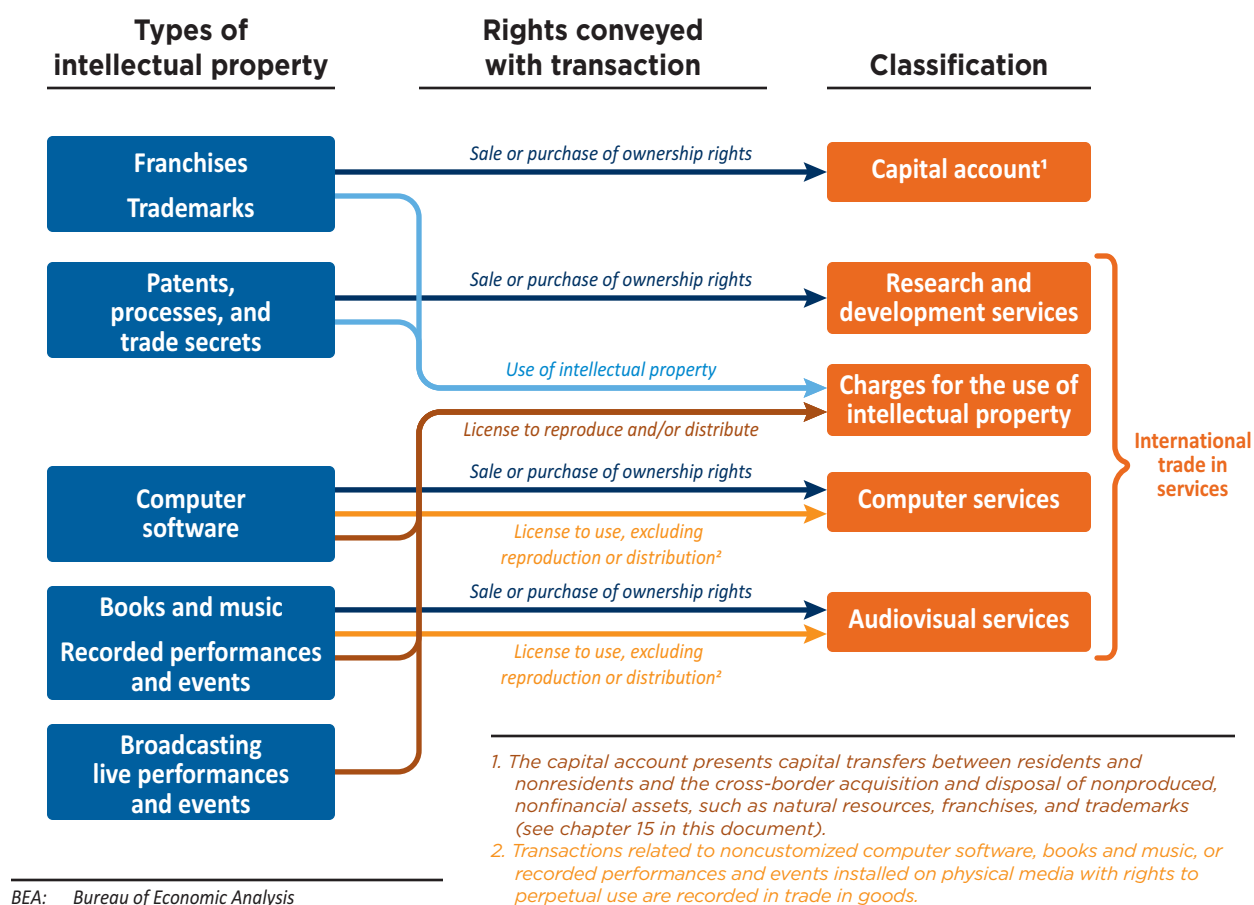 Types of
intellectual property
Rights conveyed
with transaction
Classification
Franchises
Trademarks
Sale or purchase of ownership rights
Capital account¹
Patents,
processes, and
trade secrets
Sale or purchase of ownership rights
Research and
development services
Use of intellectual property
Charges for the use of
intellectual property
License to reproduce and/or distribute
International
trade in
services
Computer
software
Sale or purchase of ownership rights
Computer services
License to use, excluding
reproduction or distribution²
Books and music
Recorded performances
and events
Sale or purchase of ownership rights
Audiovisual services
License to use, excluding
reproduction or distribution²
Broadcasting
live performances
and events
1. The capital account presents capital transfers between residents and
nonresidents and the cross-border acquisition and disposal of nonproduced,
nonfinancial assets, such as natural resources, franchises, and trademarks
(see chapter 15 in this document).
2. Transactions related to noncustomized computer software, books and music, or
recorded performances and events installed on physical media with rights to
perpetual use are recorded in trade in goods.
BEA: Bureau of Economic Analysis